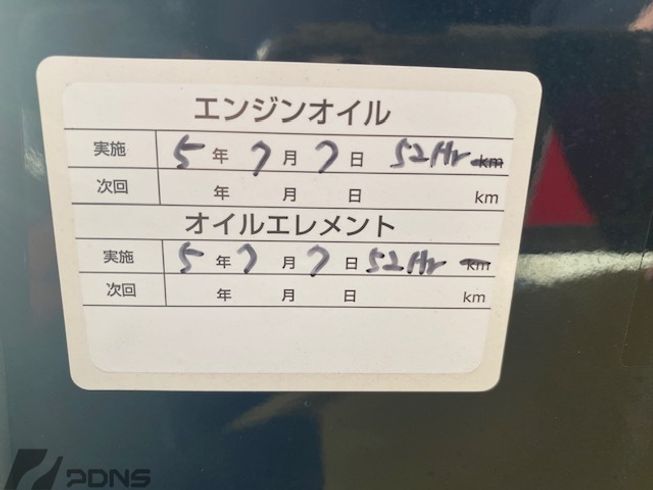 エンジンオイル
実施 5年 7月 7日 52Hr km
次回 年 月 日 km
オイルエレメント
実施 5年 7月 7日 52Hr km
次回 年 月 日 km
PDNS